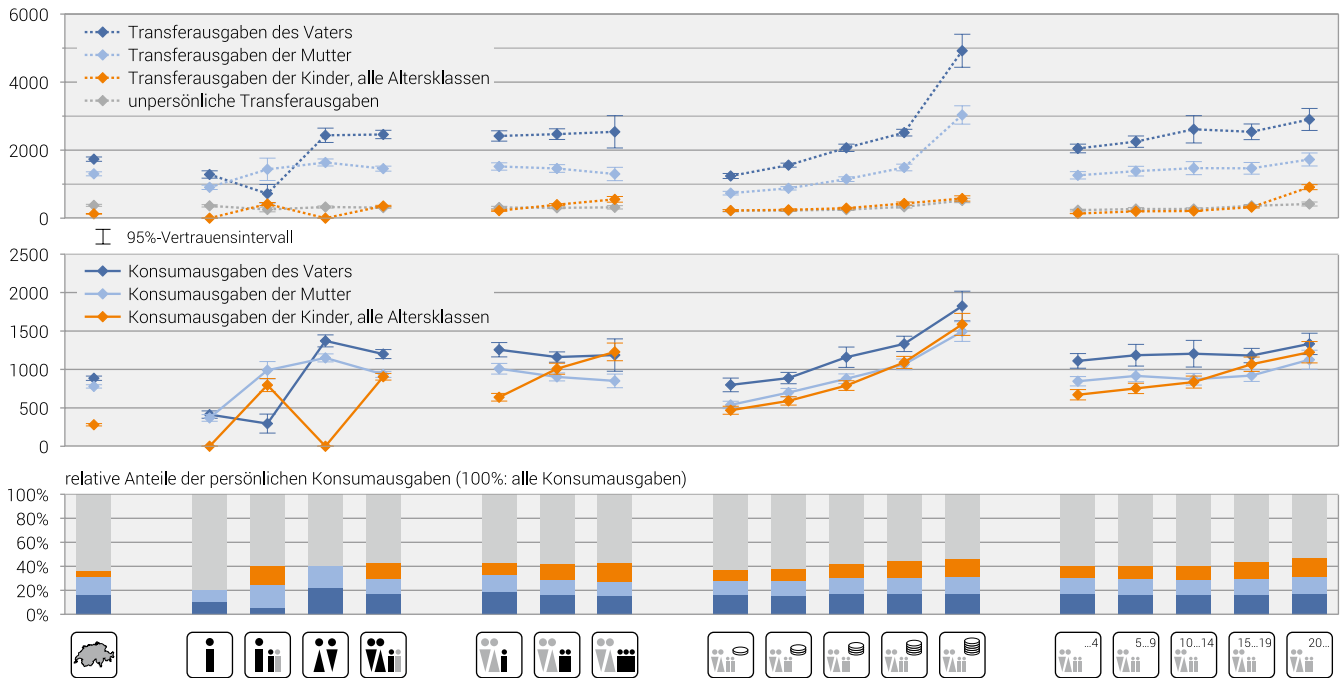 6000
4000
2000
0
Transferausgaben des Vaters
Transferausgaben der Mutter
Transferausgaben der Kinder, alle Altersklassen
unpersönliche Transferausgaben
95%-Vertrauensintervall
2500
2000
1500
1000
500
0
Konsumausgaben des Vaters
Konsumausgaben der Mutter
Konsumausgaben der Kinder, alle Altersklassen
relative Anteile der persönlichen Konsumausgaben (100%: alle Konsumausgaben)
100%
80%
60%
40%
20%
0%
...4 5...9 10...14 15...19 20...